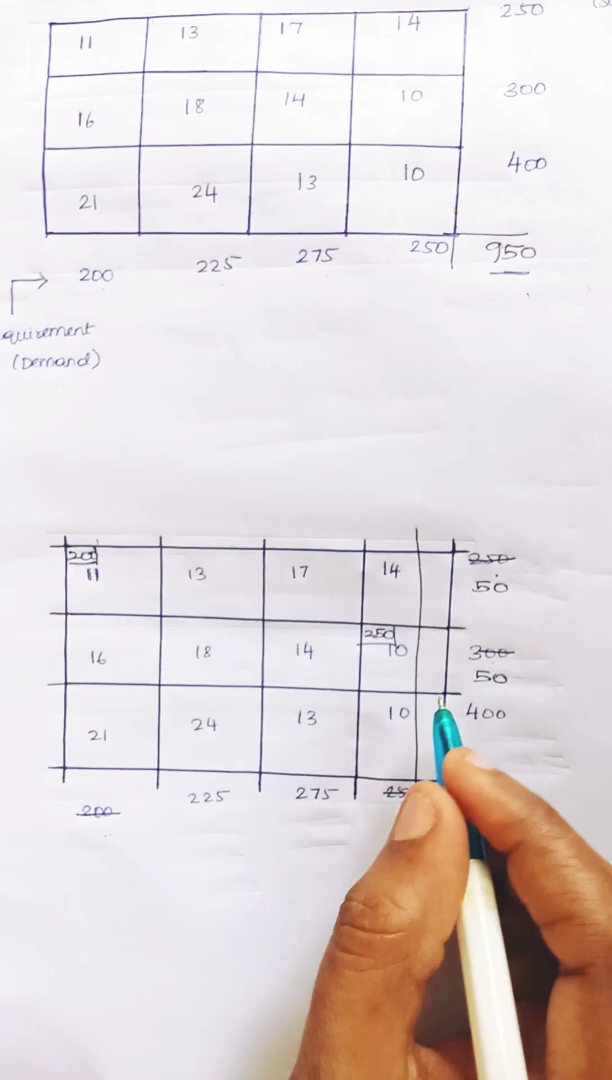 250
11 13 17 14
300
16 18 14 10
400
21 24 13 10
200 225 275 250 950
(Demand)
200 250
11 13 17 14 50
250 300
16 18 14 10 50
21 24 13 10 400
200 225 275